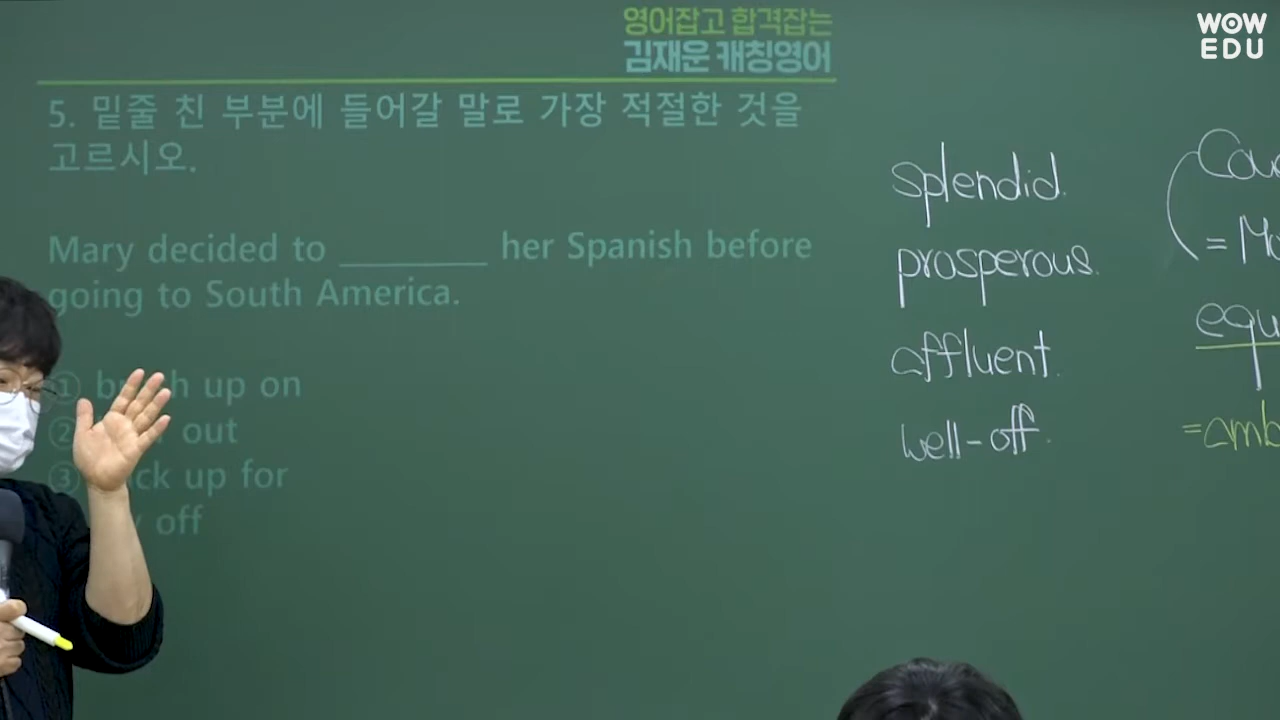 영어잡고 합격잡는
김재운 캐칭영어
WOW
EDU
5. 밑줄 친 부분에 들어갈 말로 가장 적절한 것을
고르시오.
Mary decided to ________ her Spanish before
going to South America.
① up on
② out
③ up for
off
splendid.
prosperous.
affluent.
well-off.